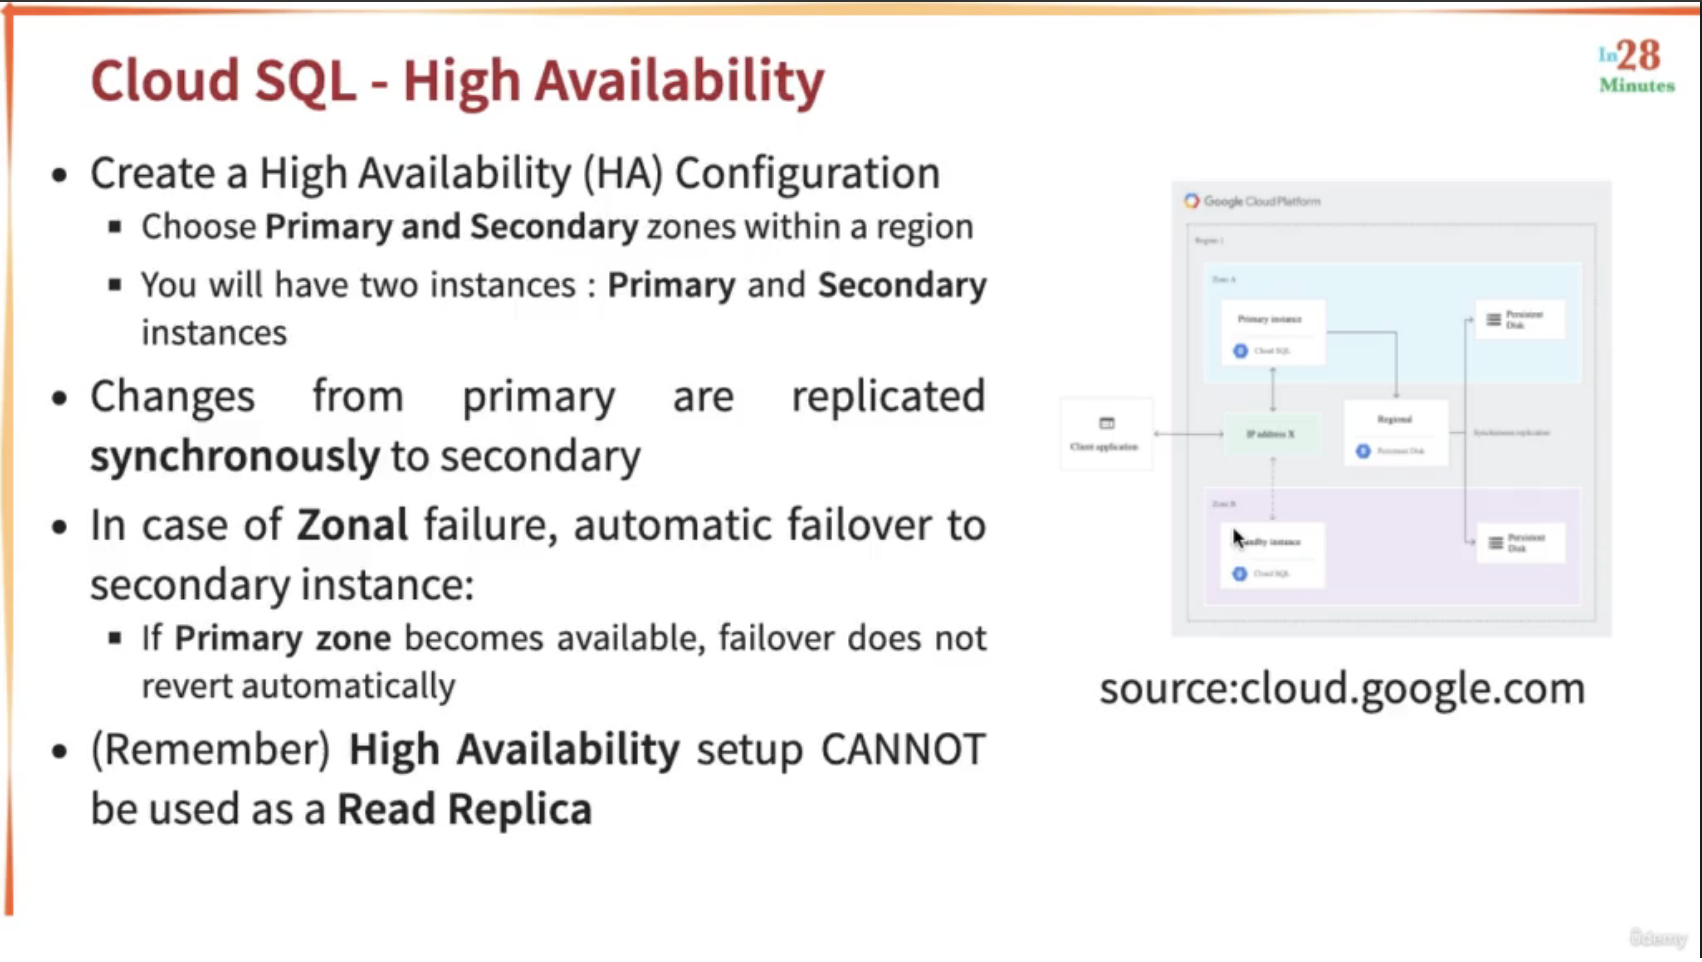 Cloud SQL - High Availability
In28
Minutes
• Create a High Availability (HA) Configuration
▪ Choose Primary and Secondary zones within a region
▪ You will have two instances : Primary and Secondary
instances
• Changes from primary are replicated
synchronously to secondary
• In case of Zonal failure, automatic failover to
secondary instance:
▪ If Primary zone becomes available, failover does not
revert automatically
• (Remember) High Availability setup CANNOT
be used as a Read Replica
Google Cloud Platform
Region 1
Zone A
Primary instance
Cloud SQL
Persistent
Disk
Client application
IP address X
Regional
Persistent Disk
Synchronous replication
Zone B
instance
Cloud SQL
Persistent
Disk
source:cloud.google.com
ûdemy